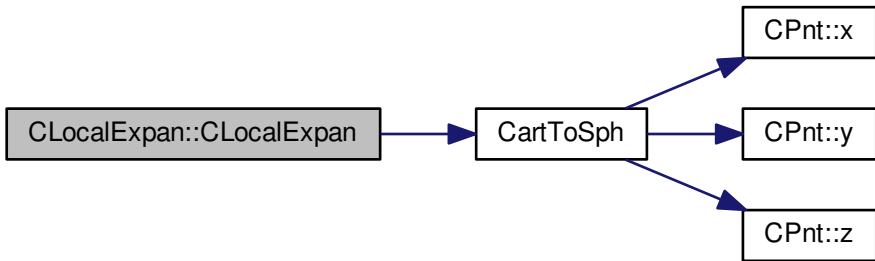 CLocalExpan::CLocalExpan
CartToSph
CPnt::x
CPnt::y
CPnt::z